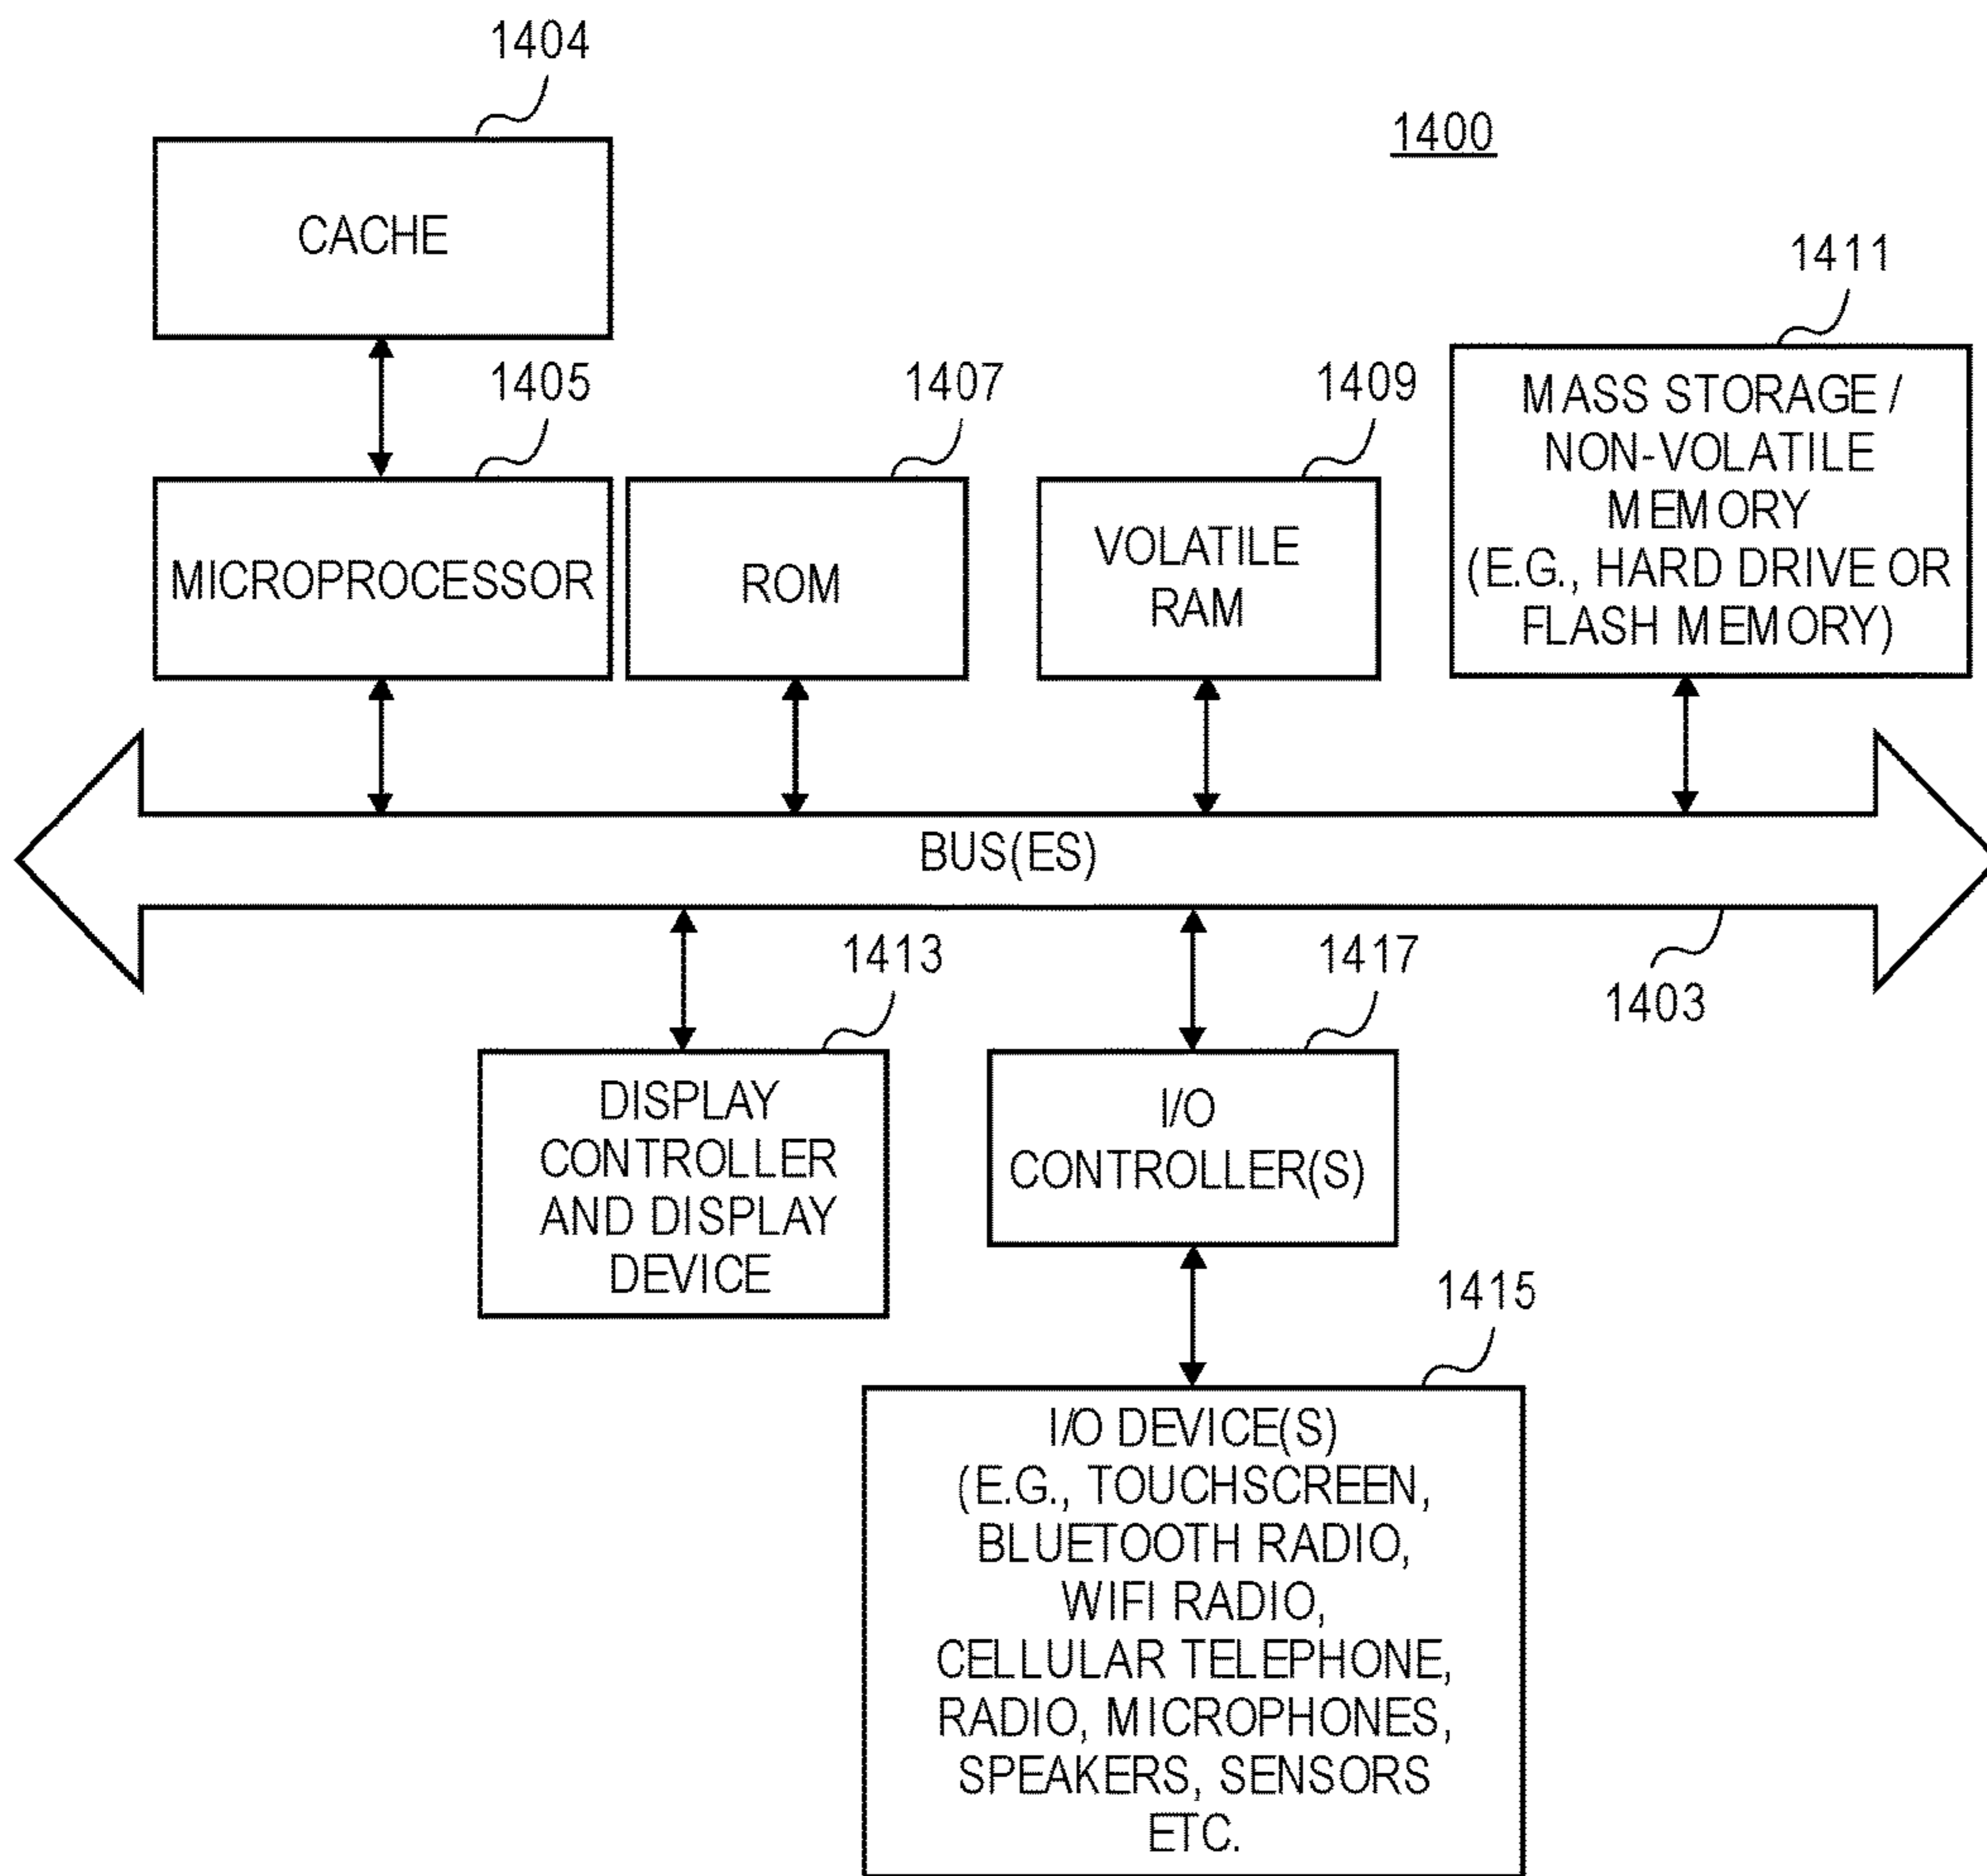 1404
1400
CACHE
1411
1405
1407
1409
MASS STORAGE /
NON-VOLATILE
MEMORY
(E.G., HARD DRIVE OR
FLASH MEMORY)
MICROPROCESSOR
ROM
VOLATILE
RAM
BUS(ES)
1413
1417
1403
DISPLAY
CONTROLLER
AND DISPLAY
DEVICE
I/O
CONTROLLER(S)
1415
I/O DEVICE(S)
(E.G., TOUCHSCREEN,
BLUETOOTH RADIO,
WIFI RADIO,
CELLULAR TELEPHONE,
RADIO, MICROPHONES,
SPEAKERS, SENSORS
ETC.